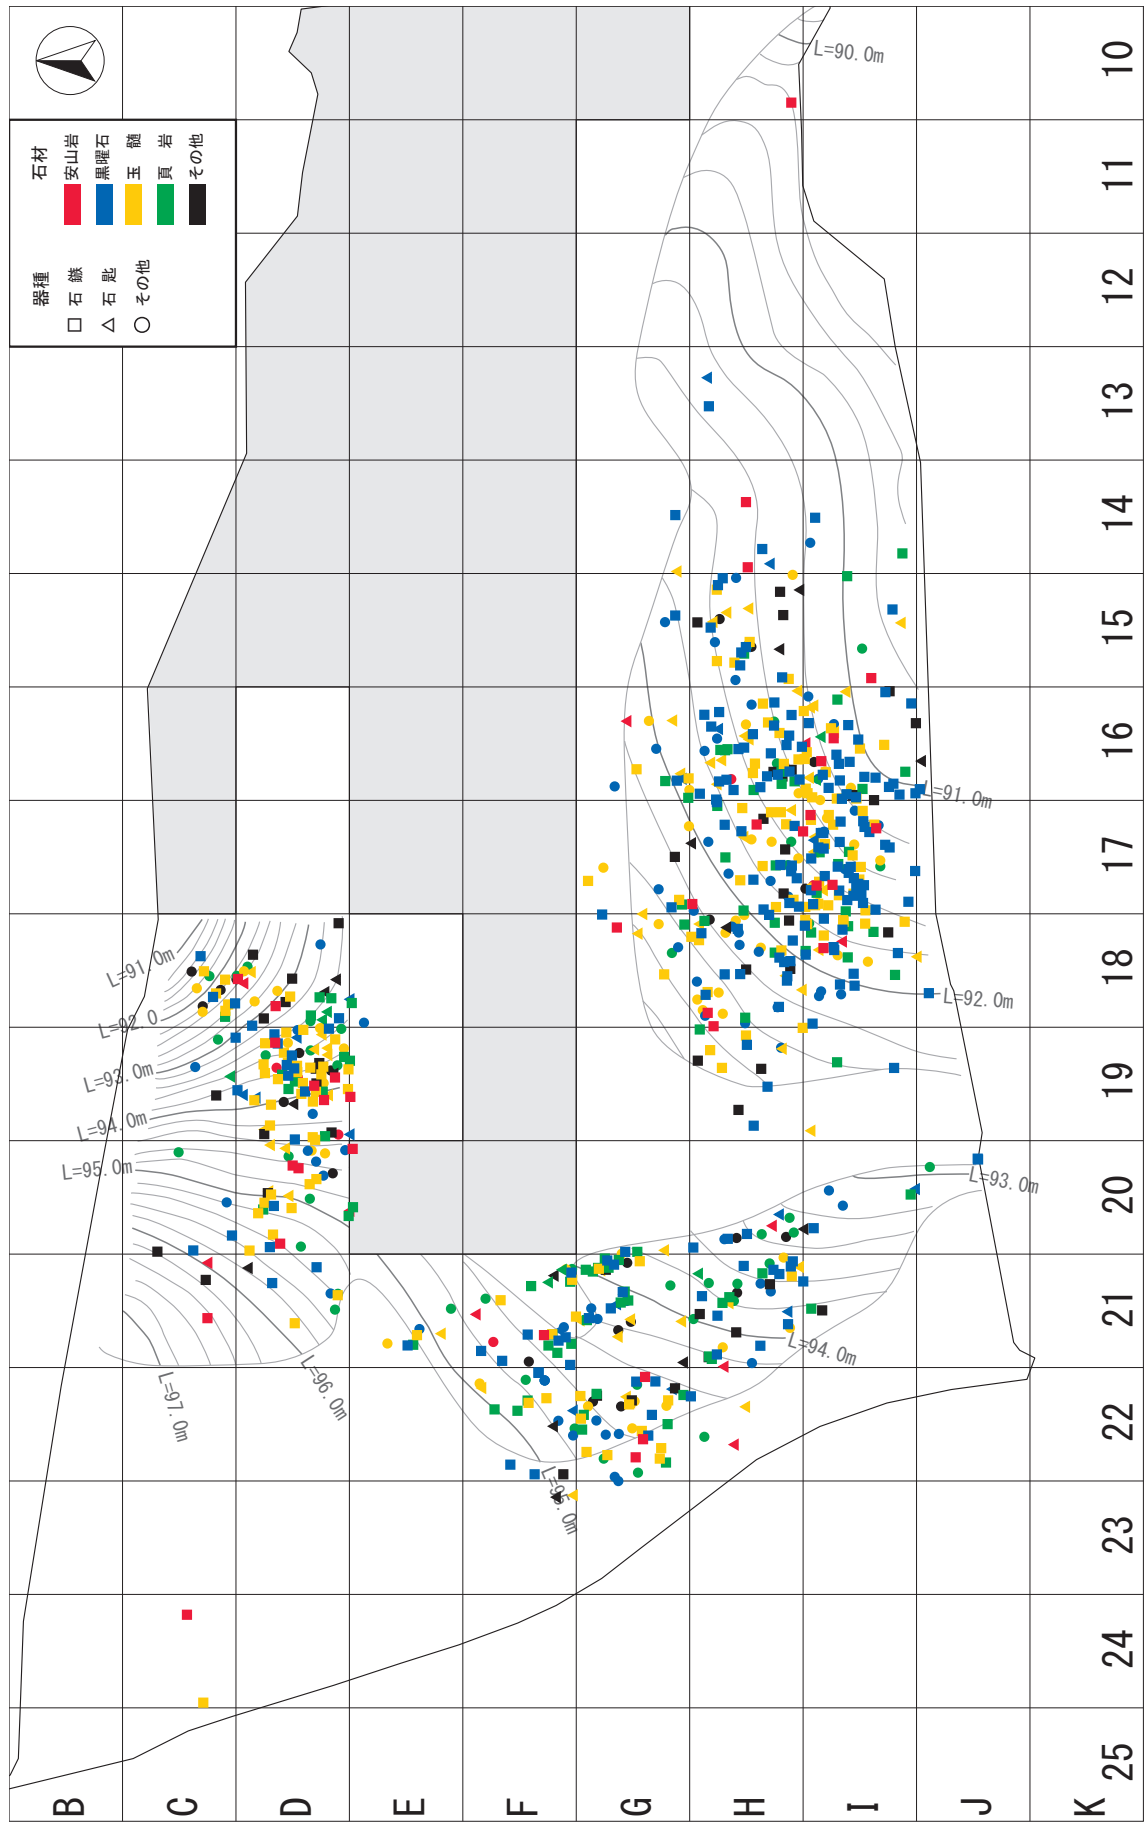 石材
安山岩
黒曜石
玉 髄
頁 岩
その他
器種
石 鏃
石 匙
その他
L=90.0m
L=91.0m
L=92.0m
L=93.0m
L=94.0m
L=95.0m
L=91.0m
L=92.0
L=93.0m
L=94.0m
L=95.0m
L=96.0m
L=97.0m
10
11
12
13
14
15
16
17
18
19
20
21
22
23
24
25
B
C
D
E
F
G
H
I
J
K